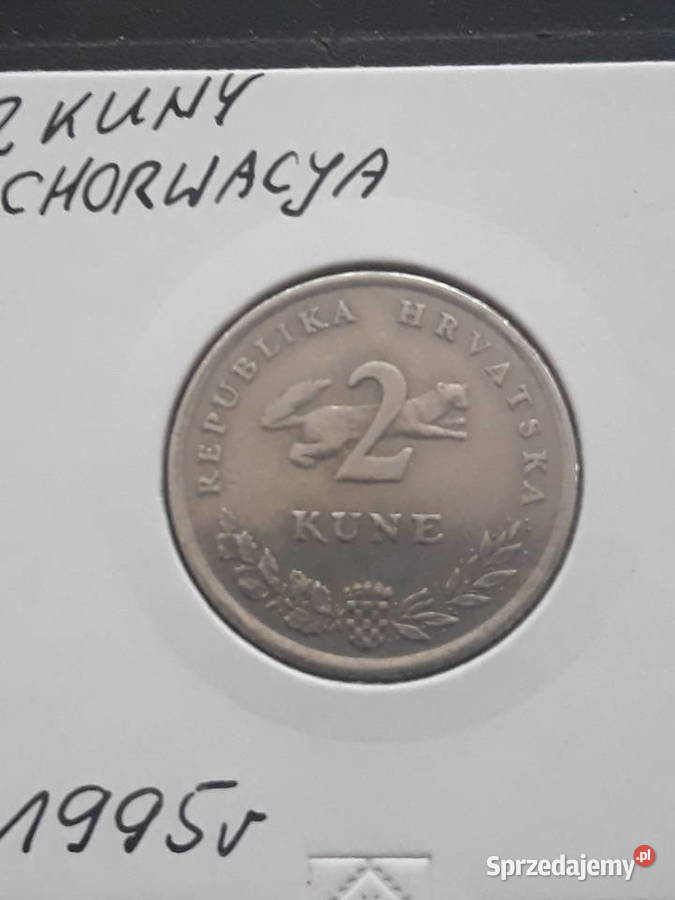 2 KUNY
CHORWACYA
REPUBLIKA HRVATSKA
2
KUNE
1995r
Sprzedajemy.pl